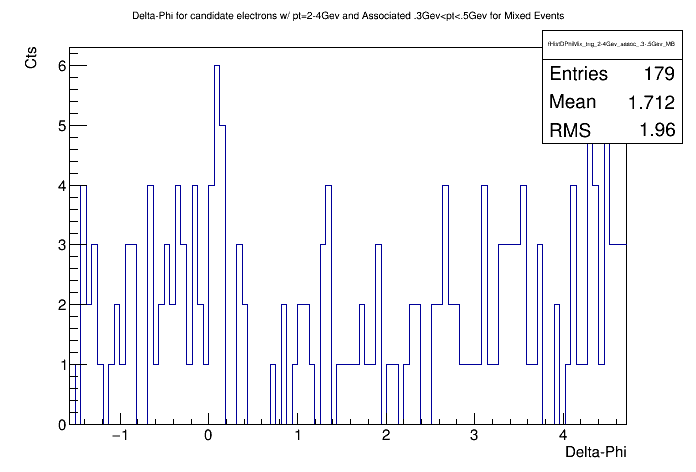 Delta-Phi for candidate electrons w/ pt=2-4Gev and Associated .3Gev<pt<.5Gev for Mixed Events
Cts
fHistDPhiMix_trig_2-4Gev_assoc_.3-.5Gev_MB
Entries 179
Mean 1.712
RMS 1.96
6
5
4
3
2
1
0
−1 0 1 2 3 4
Delta-Phi